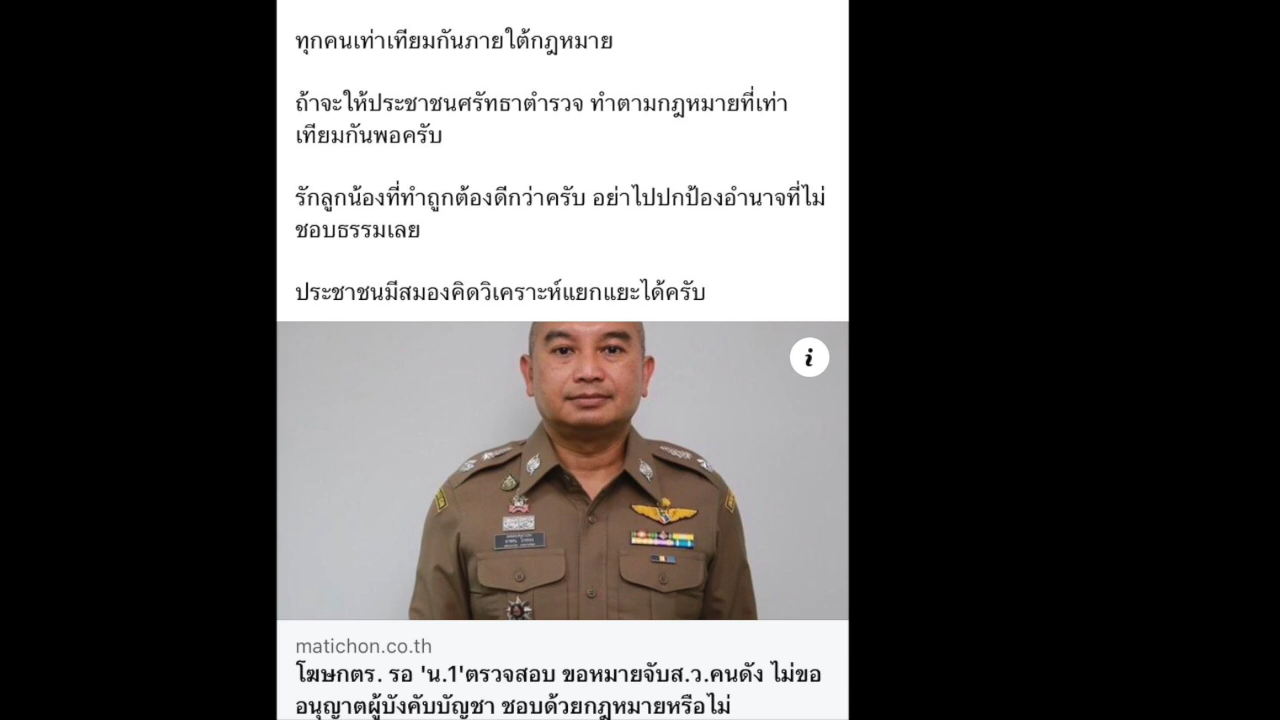 ทุกคนเท่าเทียมกันภายใต้กฎหมาย
ถ้าจะให้ประชาชนศรัทธาตำรวจ ทำตามกฎหมายที่เท่า
เทียมกันพอครับ
รักลูกน้องที่ทำถูกต้องดีกว่าครับ อย่าไปปกป้องอำนาจที่ไม่
ชอบธรรมเลย
ประชาชนมีสมองคิดวิเคราะห์แยกแยะได้ครับ
i
matichon.co.th
โฆษกตร. รอ 'น.1'ตรวจสอบ ขอหมายจับส.ว.คนดัง ไม่ขอ
อนุญาตผู้บังคับบัญชา ชอบด้วยกฎหมายหรือไม่